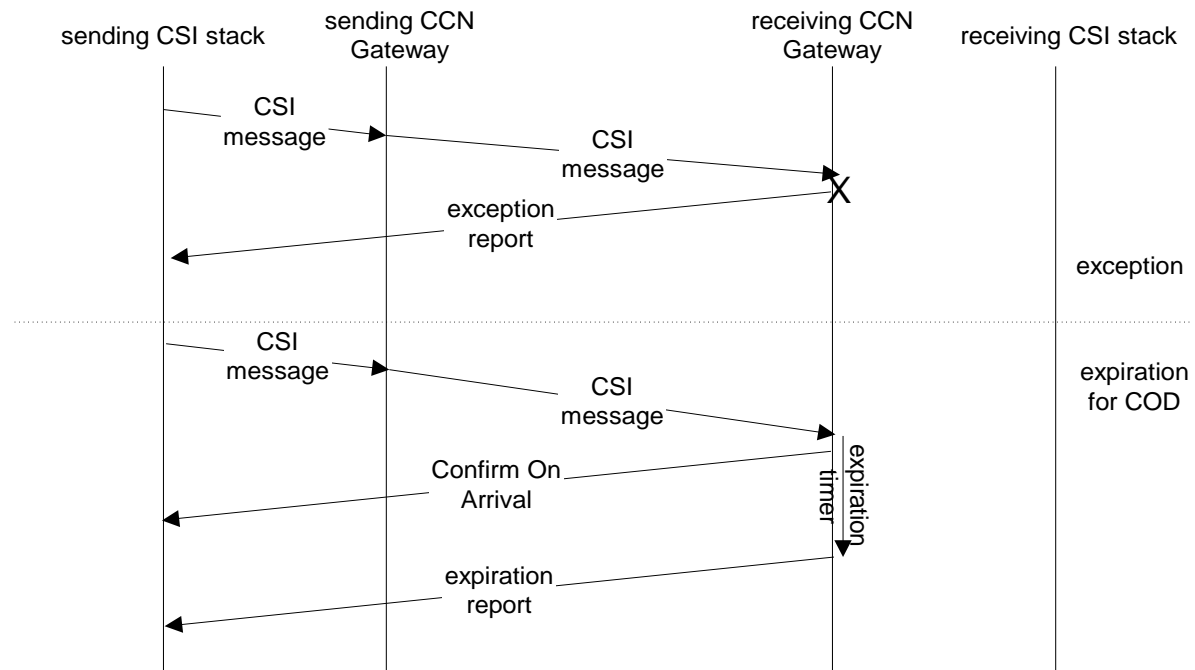 sending CSI stack
sending CCN
Gateway
receiving CCN
Gateway
receiving CSI stack
CSI
message
CSI
message
X
exception
report
exception
CSI
message
CSI
message
expiration
for COD
Confirm On
Arrival
expiration
timer
expiration
report